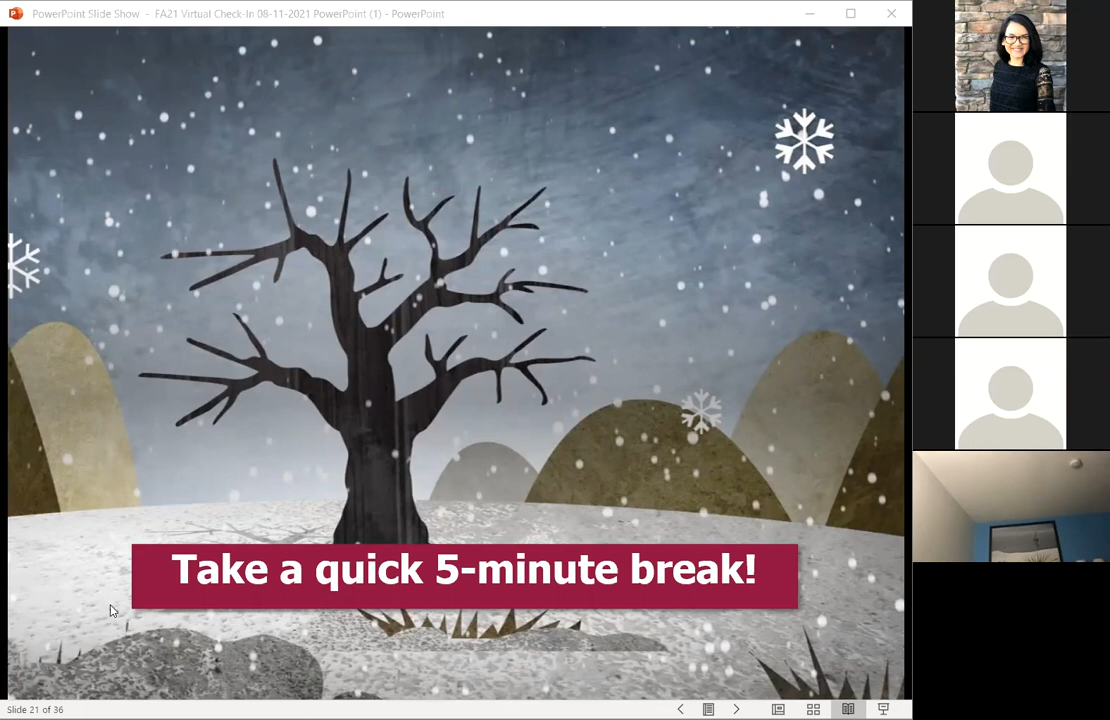 PowerPoint Slide Show - FA21 Virtual Check-In 08-11-2021 PowerPoint (1) - PowerPoint
Take a quick 5-minute break!
Slide 21 of 36